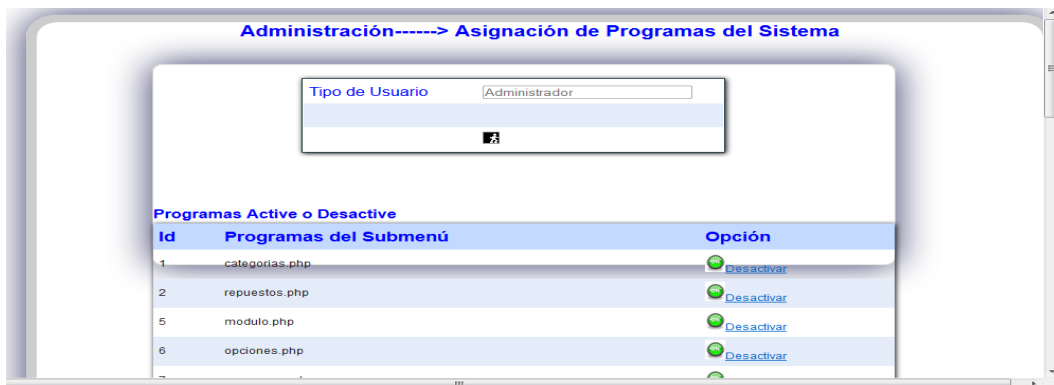 Administración------> Asignación de Programas del Sistema
Tipo de Usuario Administrador
Programas Active o Desactive
Id Programas del Submenú Opción
1 categorias.php Desactivar
2 repuestos.php Desactivar
5 modulo.php Desactivar
6 opciones.php Desactivar